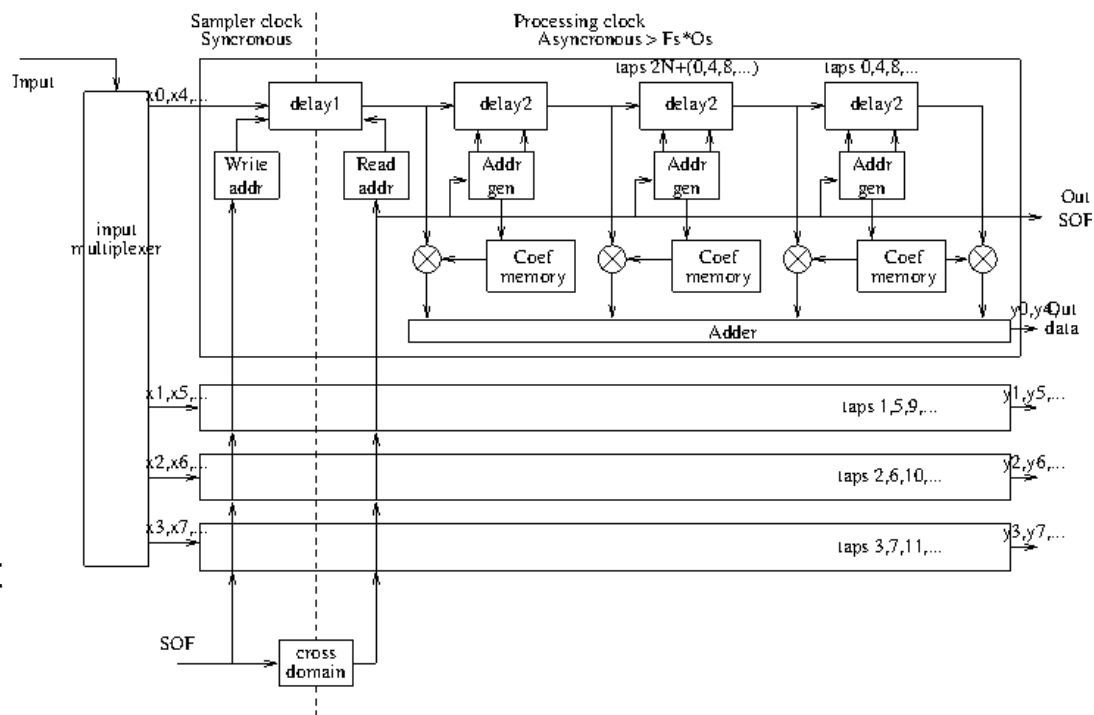 Sampler clock
Syncronous
Processing clock
Asyncronous > Fs*Os
Input
x0,x4,...
taps 2N+(0,4,8,...)
taps 0,4,8,...
delay1
delay2
delay2
delay2
Write
addr
Read
addr
Addr
gen
Addr
gen
Addr
gen
Out
SOF
input
multiplexer
Coef
memory
Coef
memory
Coef
memory
y0,y4,
Out
data
Adder
x1,x5,...
taps 1,5,9,...
y1,y5,...
x2,x6,...
taps 2,6,10,...
y2,y6,...
x3,x7,...
taps 3,7,11,...
y3,y7,...
SOF
cross
domain